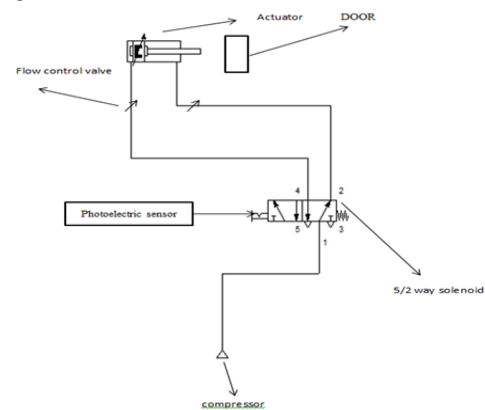 Actuator
DOOR
Flow control valve
4
2
Photoelectric sensor
5
3
1
5/2 way solenoid
compressor